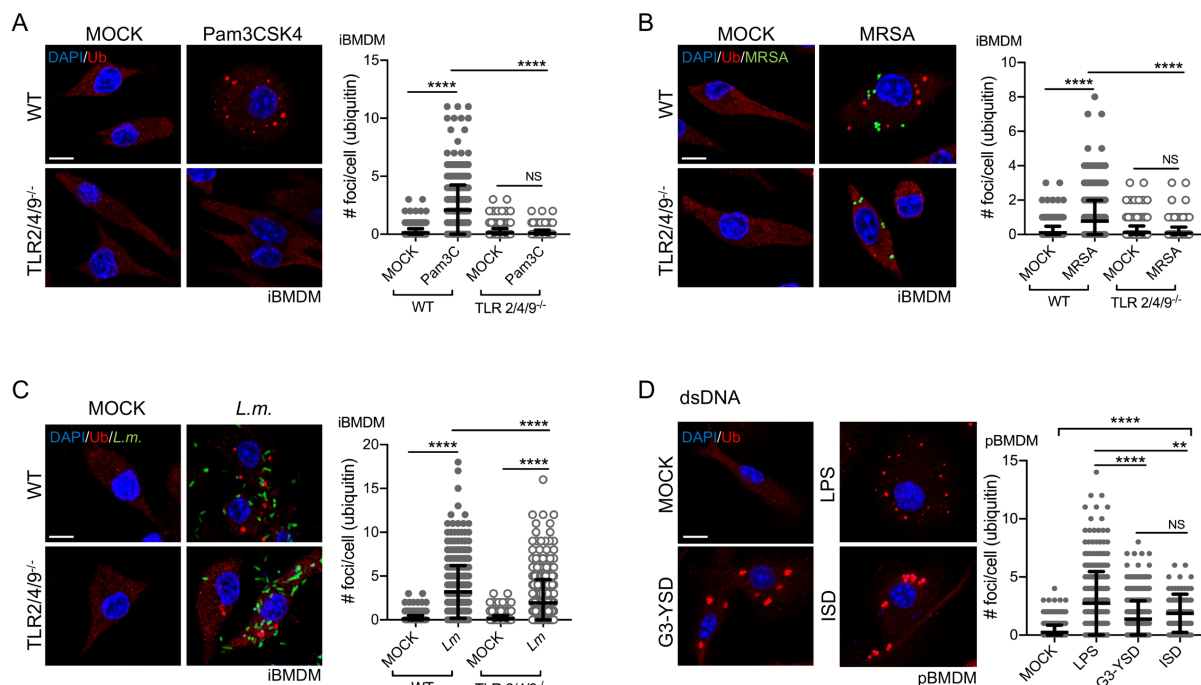 A
MOCK
Pam3CSK4
DAPI/Ub
WT
TLR2/4/9-/-
iBMDM
iBMDM
# foci/cell (ubiquitin)
15
10
5
0
****
****
NS
MOCK
Pam3C
MOCK
Pam3C
WT
TLR 2/4/9-/-
B
MOCK
MRSA
DAPI/Ub/MRSA
WT
TLR2/4/9-/-
iBMDM
iBMDM
# foci/cell (ubiquitin)
10
8
6
4
2
0
****
****
NS
MOCK
MRSA
MOCK
MRSA
WT
TLR 2/4/9-/-
C
MOCK
L.m.
DAPI/Ub/L.m.
WT
TLR2/4/9-/-
iBMDM
iBMDM
# foci/cell (ubiquitin)
20
15
10
5
0
****
****
****
MOCK
Lm
MOCK
Lm
WT
TLR 2/4/9-/-
D
dsDNA
DAPI/Ub
MOCK
LPS
G3-YSD
ISD
pBMDM
pBMDM
# foci/cell (ubiquitin)
15
10
5
0
****
**
****
NS
MOCK
LPS
G3-YSD
ISD